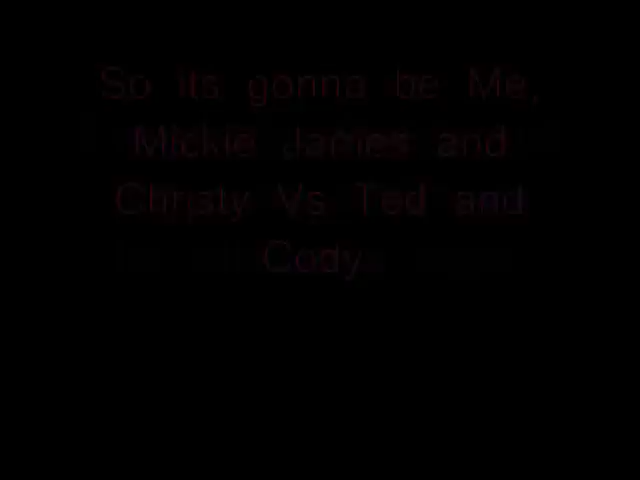 So its gonna be Me,
Mickie James and
Christy Vs Ted and
Cody